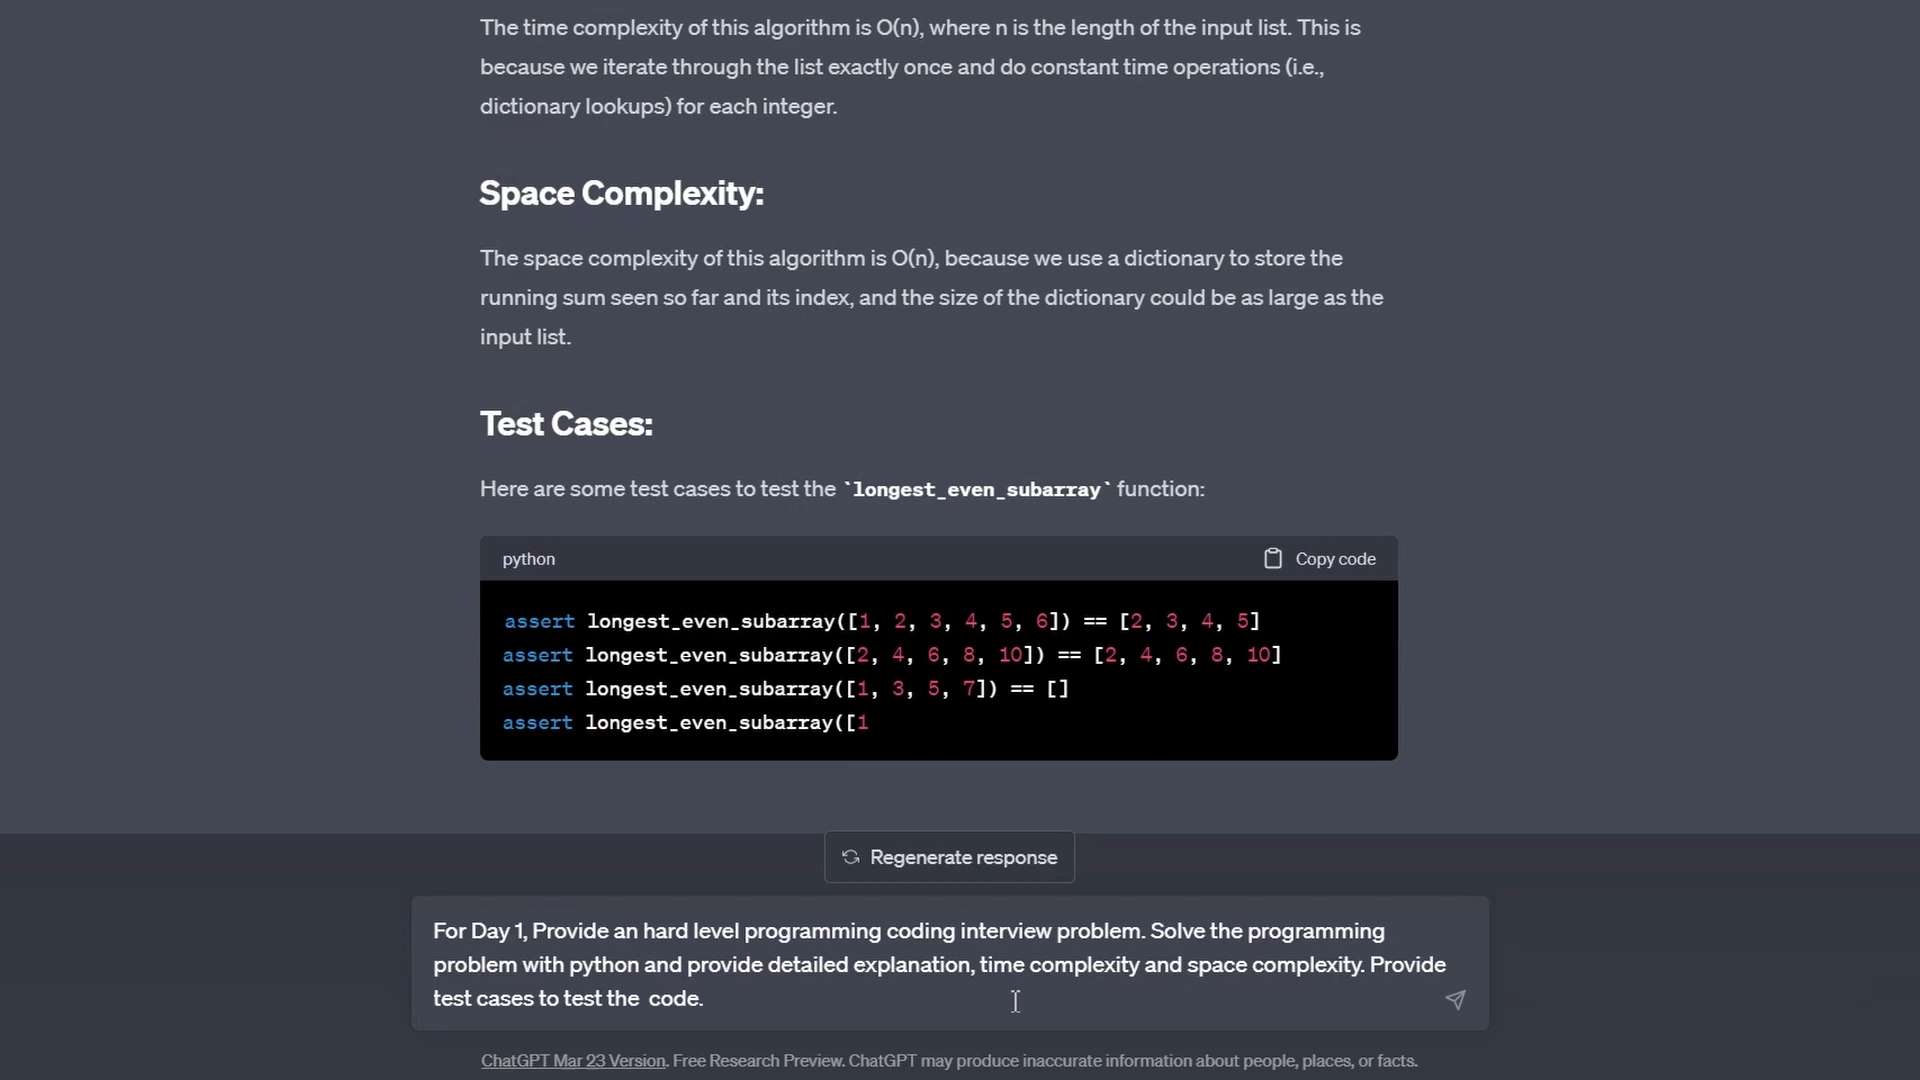 The time complexity of this algorithm is O(n), where n is the length of the input list. This is
because we iterate through the list exactly once and do constant time operations (i.e.,
dictionary lookups) for each integer.
Space Complexity:
The space complexity of this algorithm is O(n), because we use a dictionary to store the
running sum seen so far and its index, and the size of the dictionary could be as large as the
input list.
Test Cases:
Here are some test cases to test the `longest_even_subarray` function:
python
Copy code
assert longest_even_subarray([1, 2, 3, 4, 5, 6]) == [2, 3, 4, 5]
assert longest_even_subarray([2, 4, 6, 8, 10]) == [2, 4, 6, 8, 10]
assert longest_even_subarray([1, 3, 5, 7]) == []
assert longest_even_subarray([1
Regenerate response
For Day 1, Provide an hard level programming coding interview problem. Solve the programming
problem with python and provide detailed explanation, time complexity and space complexity. Provide
test cases to test the  code.
ChatGPT Mar 23 Version. Free Research Preview. ChatGPT may produce inaccurate information about people, places, or facts.